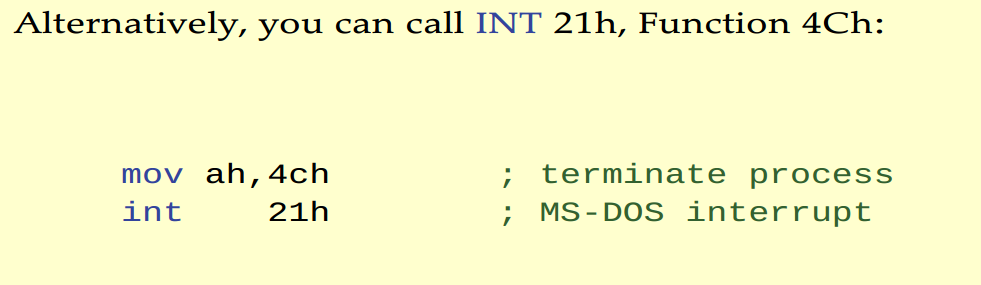 Alternatively, you can call INT 21h, Function 4Ch:
mov ah,4ch ; terminate process
int 21h ; MS-DOS interrupt